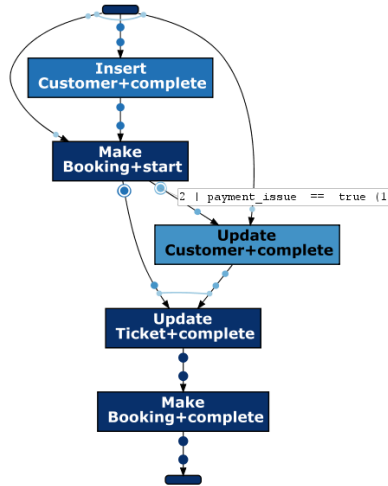 Insert
Customer+complete
Make
Booking+start
2 | payment_issue == true (1
Update
Customer+complete
Update
Ticket+complete
Make
Booking+complete